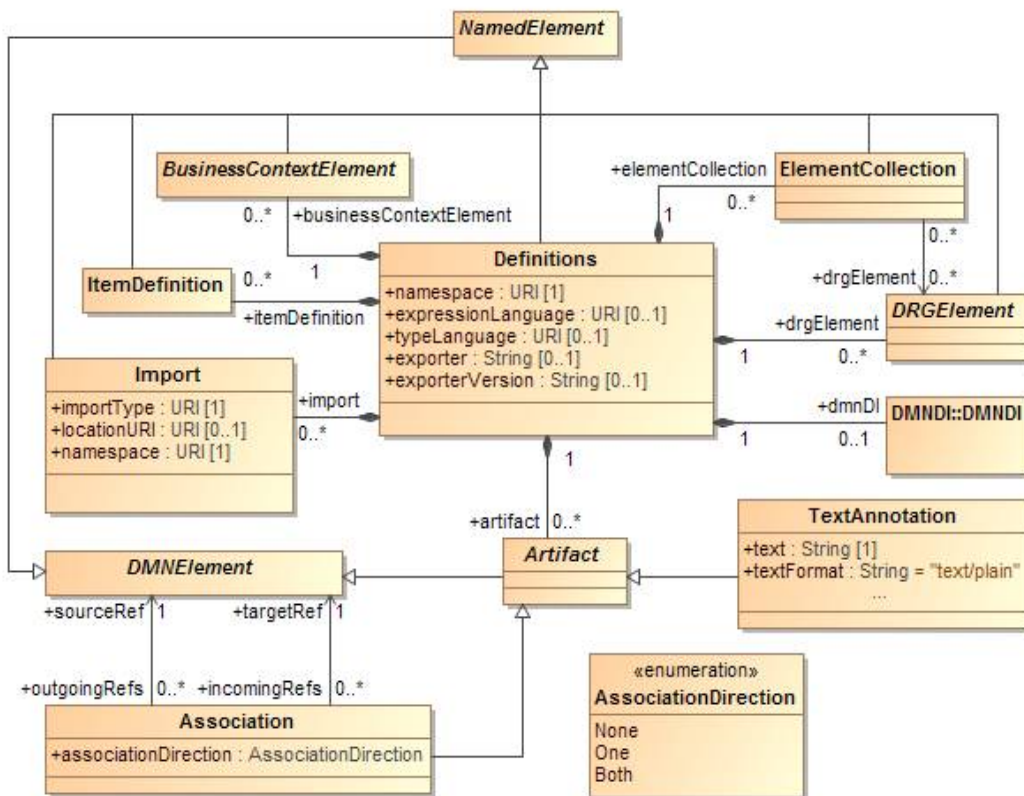 NamedElement
BusinessContextElement
+elementCollection
ElementCollection
0..*
+businessContextElement
1
0..*
0..*
1
Definitions
+namespace : URI [1]
+expressionLanguage : URI [0..1]
+typeLanguage : URI [0..1]
+exporter : String [0..1]
+exporterVersion : String [0..1]
ItemDefinition
0..*
+itemDefinition
+drgElement
0..*
DRGElement
+drgElement
1
0..*
Import
+importType : URI [1]
+locationURI : URI [0..1]
+namespace : URI [1]
+import
0..*
+dmnDI
1
0..1
DMNDI::DMNDI
1
+artifact
0..*
TextAnnotation
+text : String [1]
+textFormat : String = "text/plain"
...
DMNElement
Artifact
+sourceRef
1
+targetRef
1
+outgoingRefs
0..*
+incomingRefs
0..*
Association
+associationDirection : AssociationDirection
«enumeration»
AssociationDirection
None
One
Both